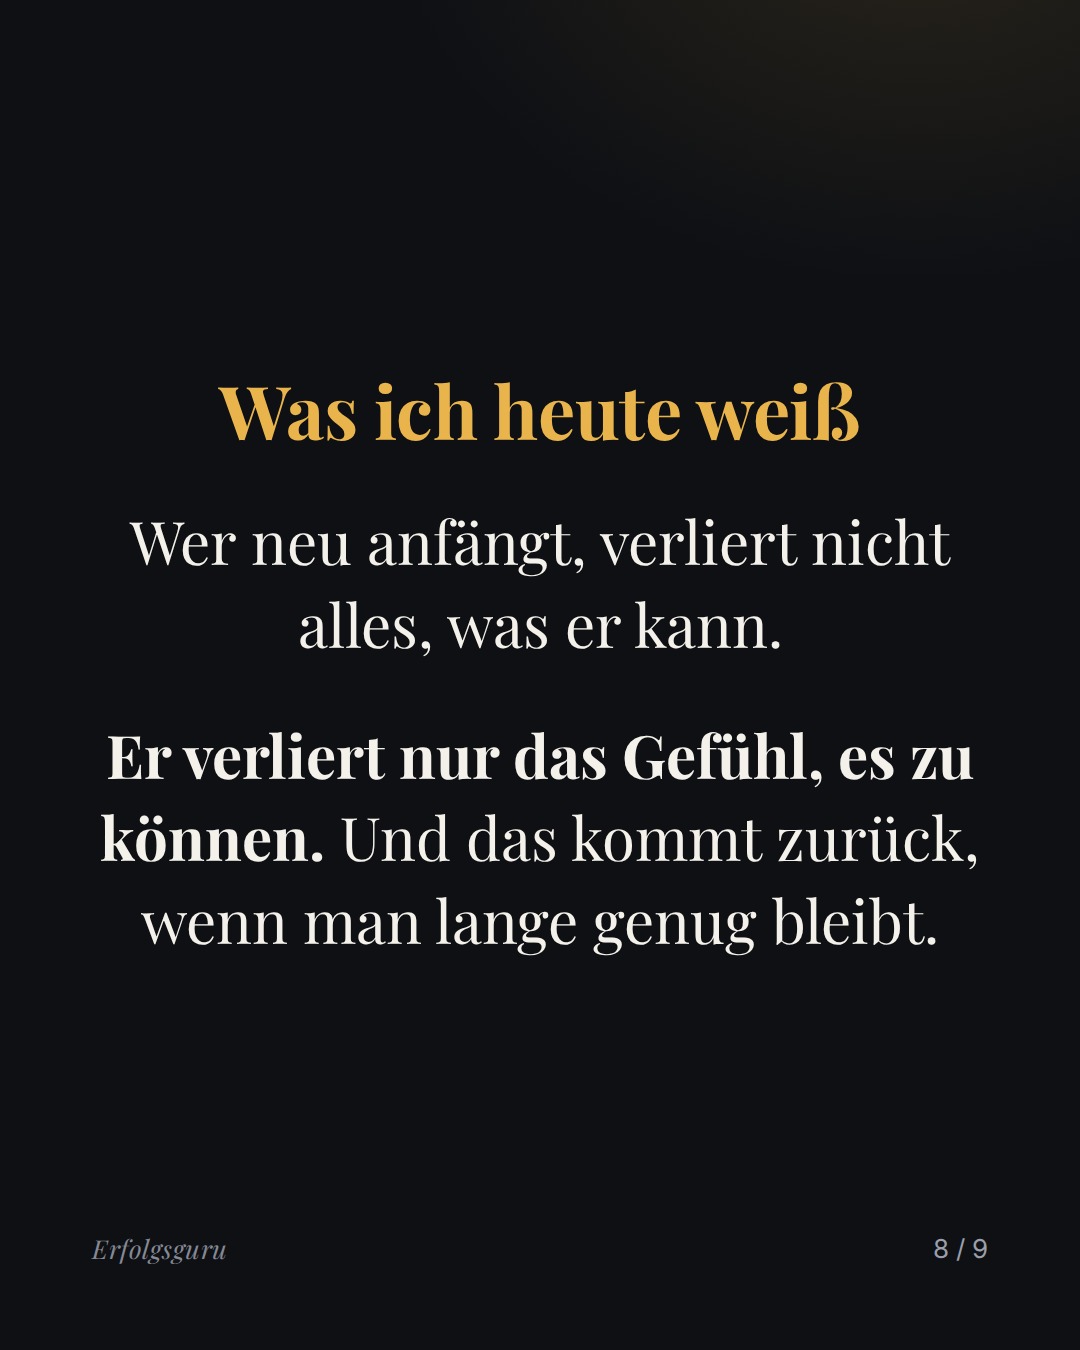 Was ich heute weiß
Wer neu anfängt, verliert nicht
alles, was er kann.
Er verliert nur das Gefühl, es zu
können. Und das kommt zurück,
wenn man lange genug bleibt.
Erfolgsguru
8 / 9